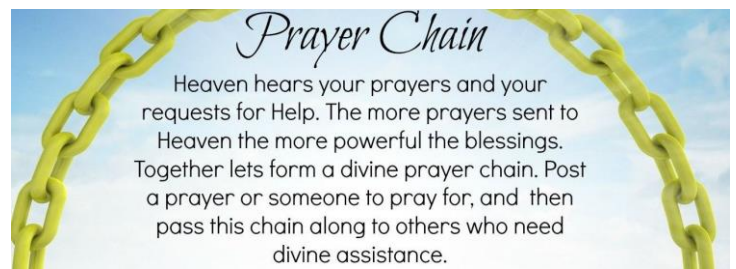 Prayer Chain
Heaven hears your prayers and your
requests for Help. The more prayers sent to
Heaven the more powerful the blessings.
Together lets form a divine prayer chain. Post
a prayer or someone to pray for, and then
pass this chain along to others who need
divine assistance.